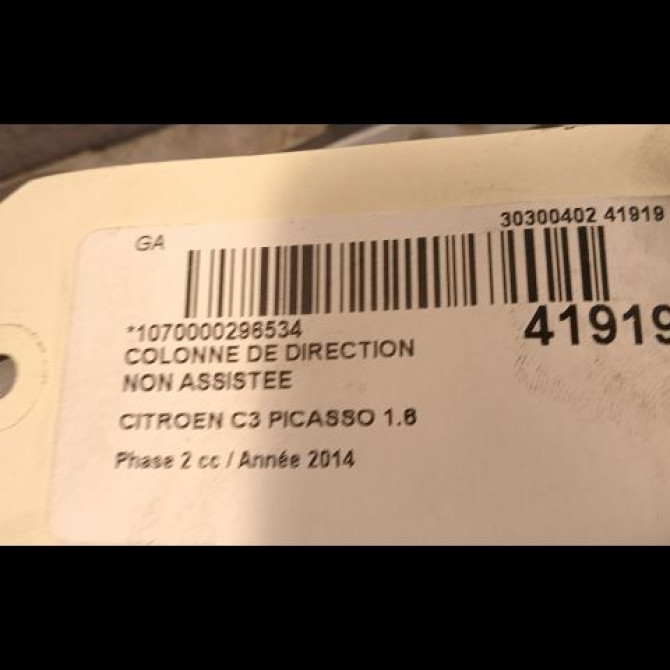 30300402 41919
GA
*1070000296534
41919
COLONNE DE DIRECTION
NON ASSISTEE
CITROEN C3 PICASSO 1.6
Phase 2 cc / Année 2014